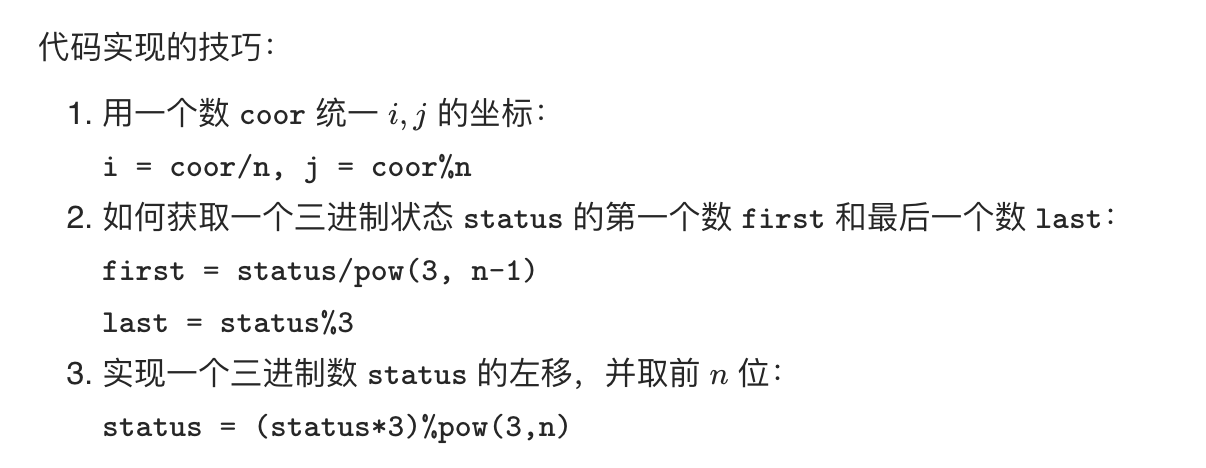 代码实现的技巧：
1. 用一个数 coor 统一 i, j 的坐标：
i = coor/n, j = coor%n
2. 如何获取一个三进制状态 status 的第一个数 first 和最后一个数 last：
first = status/pow(3, n-1)
last = status%3
3. 实现一个三进制数 status 的左移，并取前 n 位：
status = (status*3)%pow(3,n)